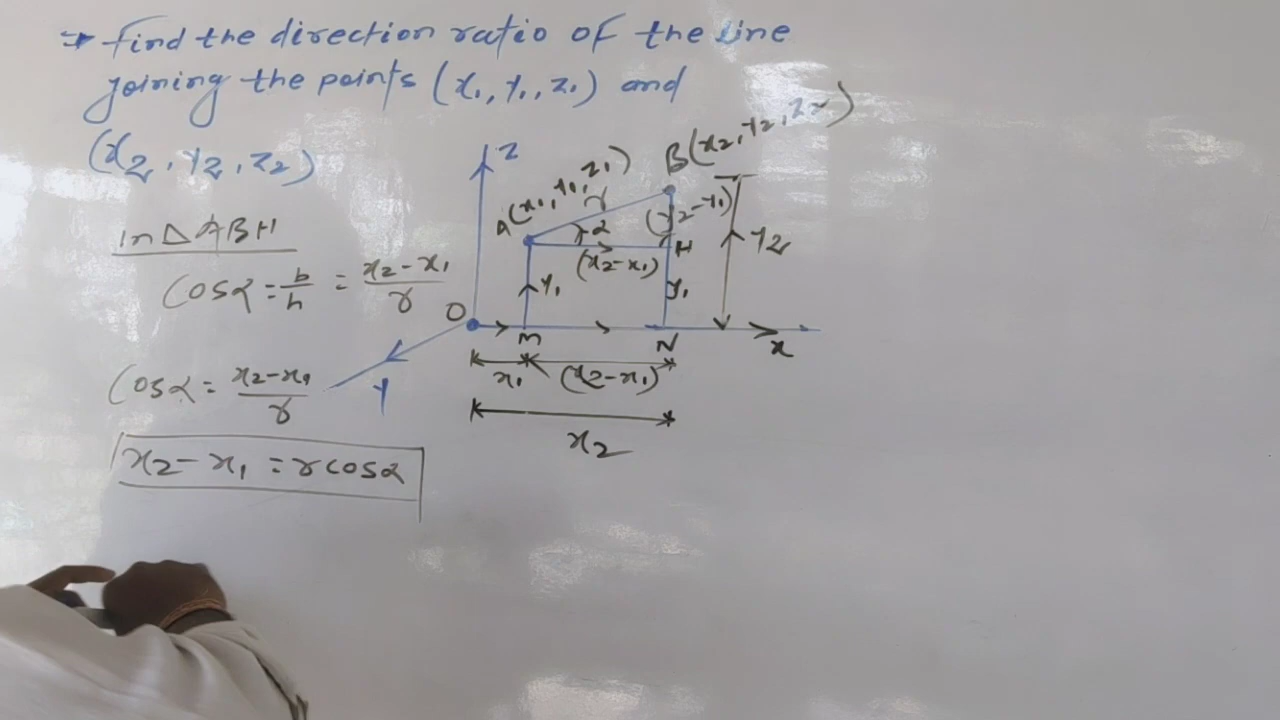 → Find the direction ratio of the line
joining the points (x₁, y₁, z₁) and
(x₂, y₂, z₂)
In △ ABH
Cosα = b/h = x₂-x₁/r
Cosα = x₂-x₁/r
x₂-x₁ = r cosα
Z
B(x₂, y₂, z₂)
A(x₁, y₁, z₁)
r
α
(y₂-y₁)
H
(x₂-x₁)
y₂
y₁
y₁
O
M
N
x
Y
x₁
(x₂-x₁)
x₂